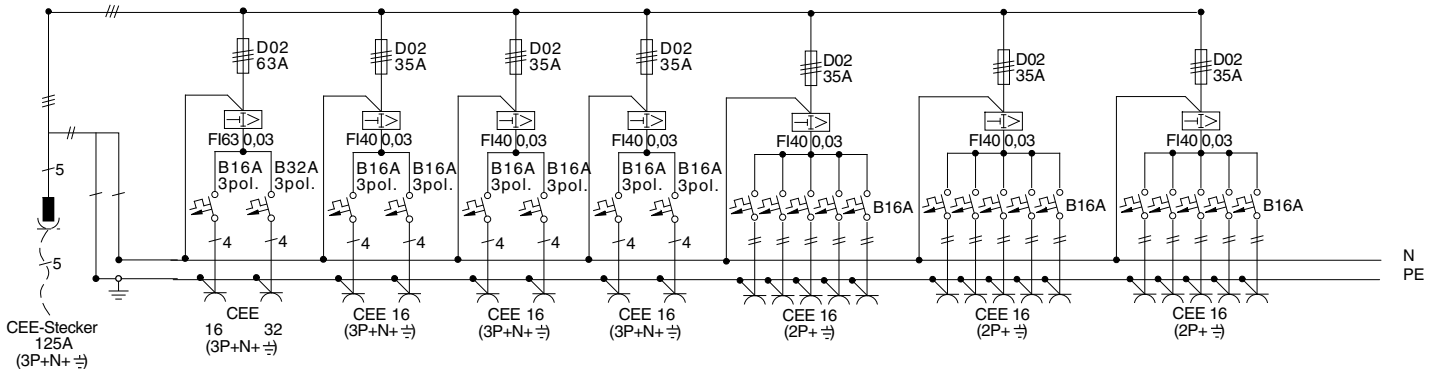 D02
63A
D02
35A
D02
35A
D02
35A
D02
35A
D02
35A
D02
35A
FI63 0,03
FI40 0,03
FI40 0,03
FI40 0,03
FI40 0,03
FI40 0,03
FI40 0,03
B16A
3pol.
B32A
3pol.
B16A
3pol.
B16A
3pol.
B16A
3pol.
B16A
3pol.
B16A
3pol.
B16A
3pol.
B16A
B16A
B16A
5
4
4
4
4
4
4
4
4
N
PE
5
CEE-Stecker
125A
(3P+N+⏚)
CEE
16 32
(3P+N+⏚)
CEE 16
(3P+N+⏚)
CEE 16
(3P+N+⏚)
CEE 16
(3P+N+⏚)
CEE 16
(2P+⏚)
CEE 16
(2P+⏚)
CEE 16
(2P+⏚)